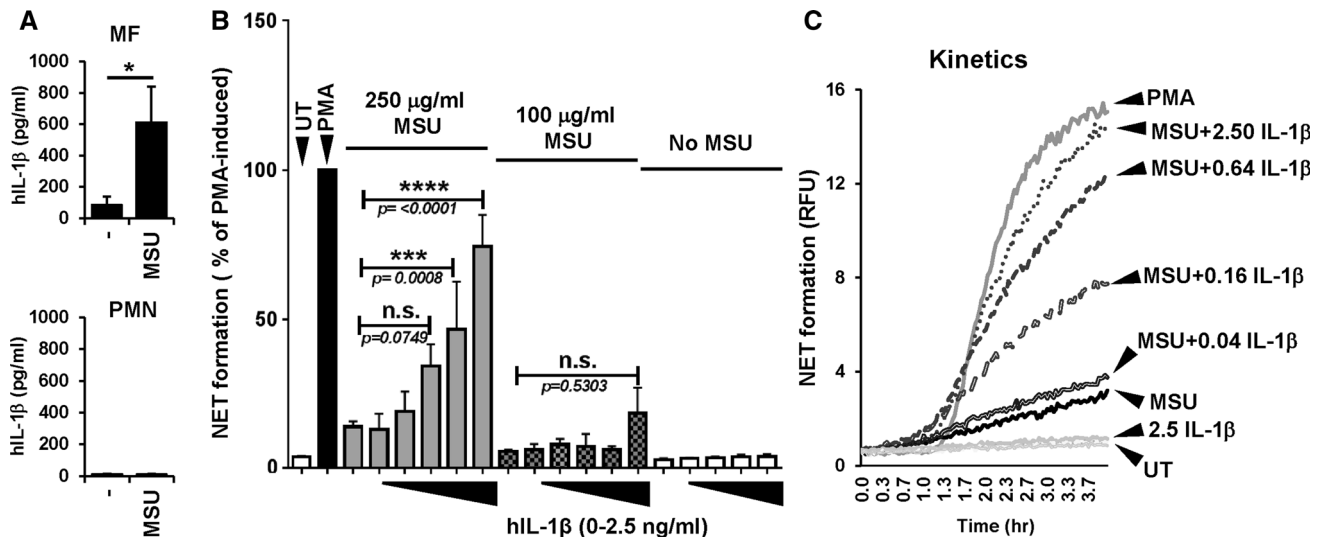 A
MF
hIL-1β (pg/ml)
1000
800
600
400
200
0
*
-
MSU
PMN
hIL-1β (pg/ml)
1000
800
600
400
200
0
-
MSU
B
NET formation ( % of PMA-induced)
150
100
50
0
UT
PMA
250 µg/ml
MSU
100 µg/ml
MSU
No MSU
****
p= <0.0001
***
p= 0.0008
n.s.
p=0.0749
n.s.
p=0.5303
hIL-1β (0-2.5 ng/ml)
C
Kinetics
NET formation (RFU)
16
12
8
4
0
0.0
0.3
0.7
1.0
1.3
1.7
2.0
2.3
2.7
3.0
3.3
3.7
Time (hr)
PMA
MSU+2.50 IL-1β
MSU+0.64 IL-1β
MSU+0.16 IL-1β
MSU+0.04 IL-1β
MSU
2.5 IL-1β
UT